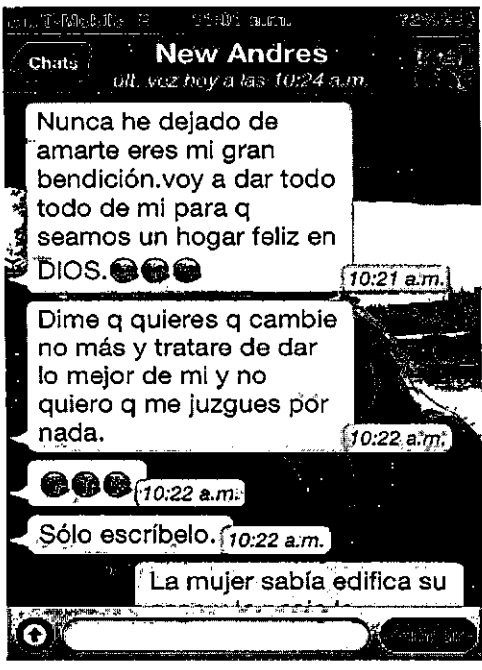 T-Mobile
Chats
New Andres
últ. vez hoy a las 10:24 a.m.
Nunca he dejado de
amarte eres mi gran
bendición.voy a dar todo
todo de mi para q
seamos un hogar feliz en
DIOS.
10:21 a.m.
Dime q quieres q cambie
no más y tratare de dar
lo mejor de mi y no
quiero q me juzgues por
nada.
10:22 a.m.
10:22 a.m.
Sólo escríbelo.
10:22 a.m.
La mujer sabía edifica su